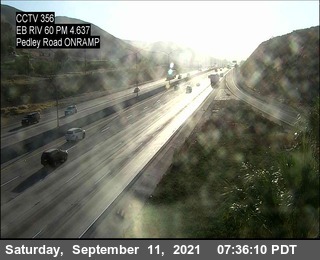 CCTV 356
EB RIV 60 PM 4.637
Pedley Road ONRAMP
Saturday, September 11, 2021 07:36:10 PDT